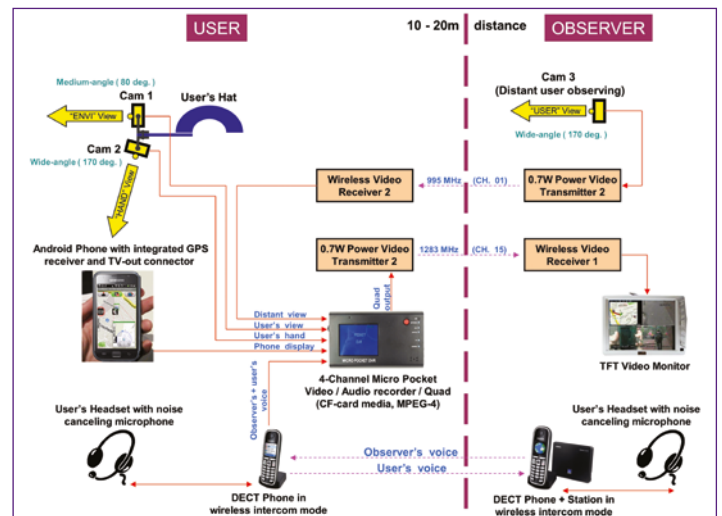 USER
10 - 20m distance
OBSERVER
Medium-angle ( 80 deg. )
Cam 1
User's Hat
"ENVI" View
Cam 2
Wide-angle ( 170 deg. )
"HAND" View
Cam 3
(Distant user observing)
"USER" View
Wide-angle ( 170 deg. )
Wireless Video
Receiver 2
995 MHz (CH. 01)
0.7W Power Video
Transmitter 2
Android Phone with integrated GPS
receiver and TV-out connector
0.7W Power Video
Transmitter 2
1283 MHz (CH. 15)
Wireless Video
Receiver 1
Quad
output
Distant view
User's view
User's hand
Phone display
MICRO POCKET DVR
4-Channel Micro Pocket
Video / Audio recorder / Quad
(CF-card media, MPEG-4)
TFT Video Monitor
Observer's + user's
voice
User's Headset with noise
canceling microphone
User's Headset with noise
canceling microphone
Observer's voice
User's voice
DECT Phone in
wireless intercom mode
DECT Phone + Station in
wireless intercom mode